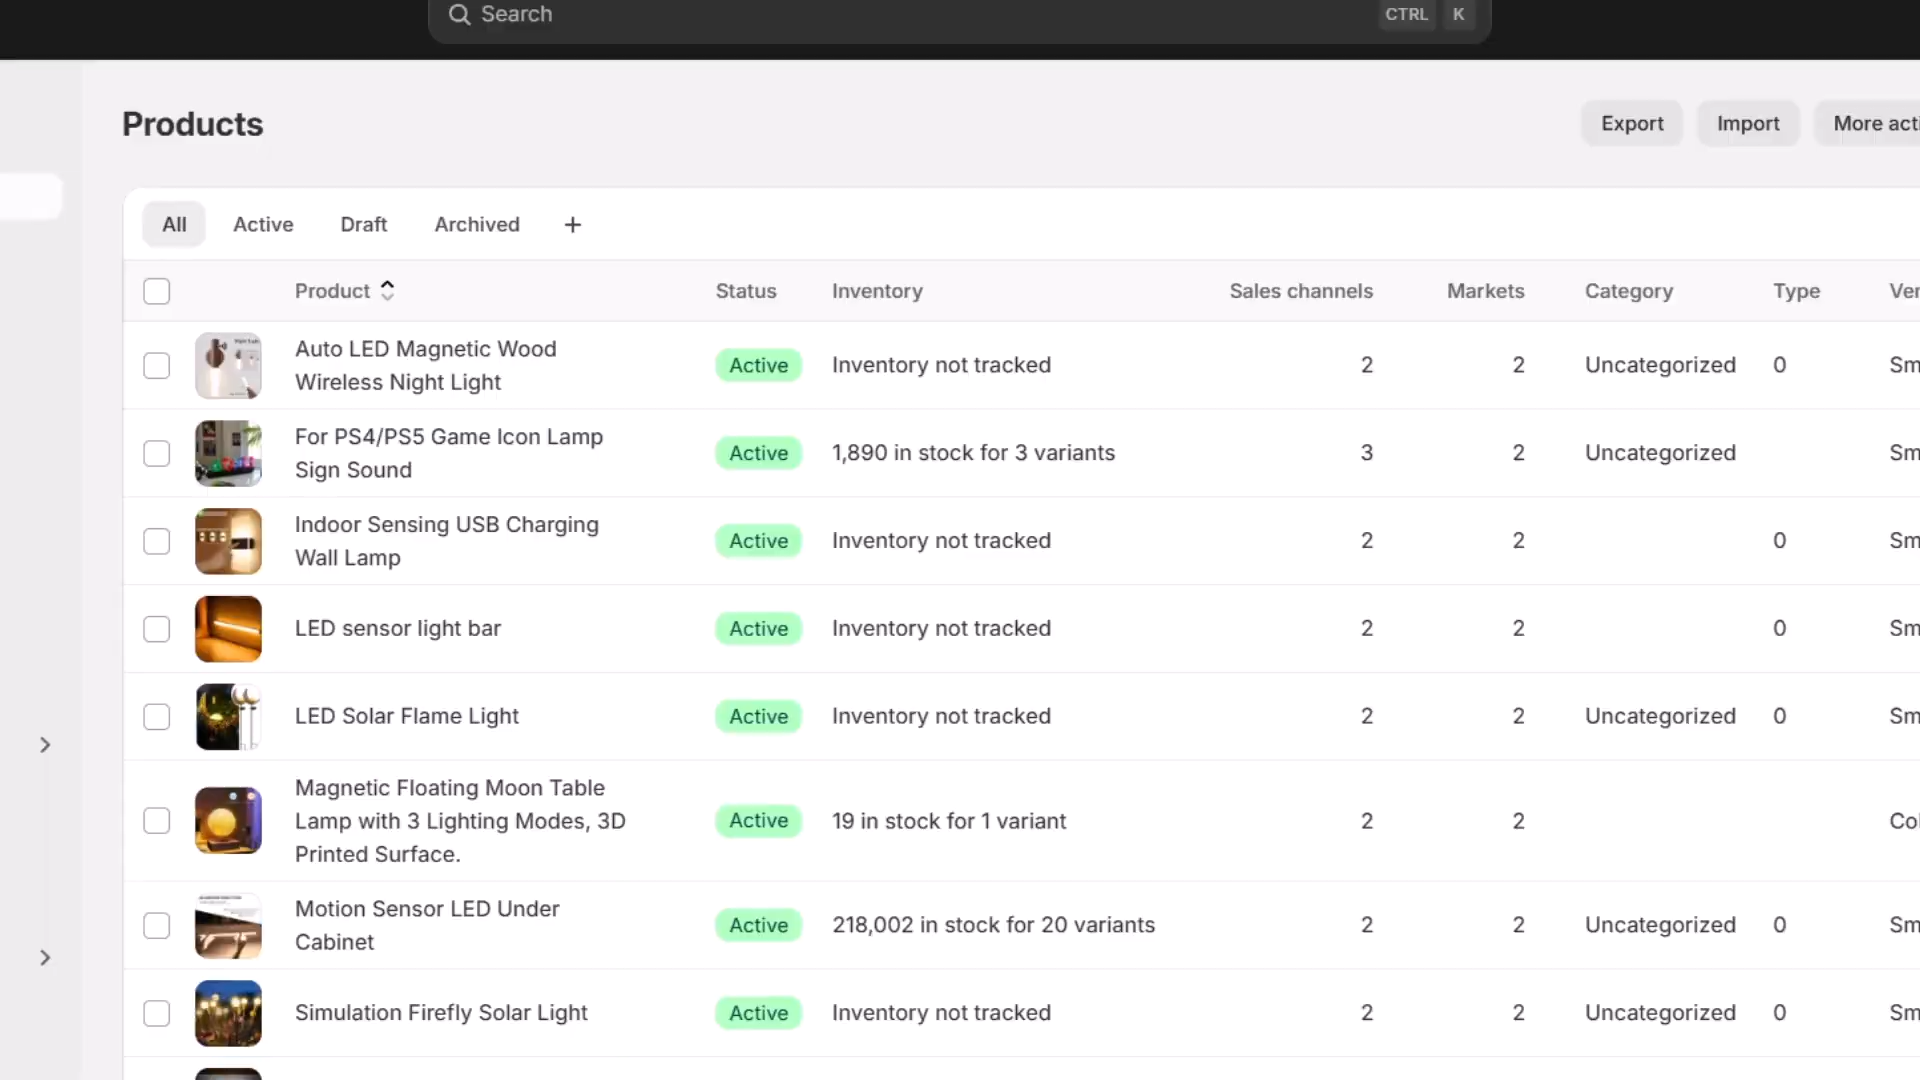 Search CTRL K
Products Export Import More acti
All Active Draft Archived +
Product Status Inventory Sales channels Markets Category Type Ven
Auto LED Magnetic Wood
Wireless Night Light
Active Inventory not tracked 2 2 Uncategorized 0 Sm
For PS4/PS5 Game Icon Lamp
Sign Sound
Active 1,890 in stock for 3 variants 3 2 Uncategorized Sm
Indoor Sensing USB Charging
Wall Lamp
Active Inventory not tracked 2 2 0 Sm
LED sensor light bar Active Inventory not tracked 2 2 0 Sm
LED Solar Flame Light Active Inventory not tracked 2 2 Uncategorized 0 Sm
Magnetic Floating Moon Table
Lamp with 3 Lighting Modes, 3D
Printed Surface.
Active 19 in stock for 1 variant 2 2 Col
Motion Sensor LED Under
Cabinet
Active 218,002 in stock for 20 variants 2 2 Uncategorized 0 Sm
Simulation Firefly Solar Light Active Inventory not tracked 2 2 Uncategorized 0 Sm